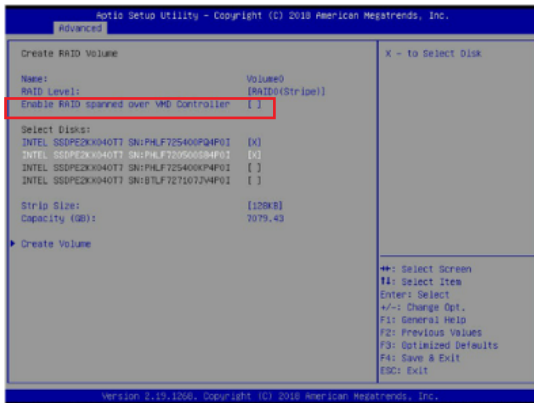 Aptio Setup Utility – Copyright (C) 2018 American Megatrends, Inc.
Advanced
Create RAID Volume
X - to Select Disk
Name: Volume0
RAID Level: [RAID0(Stripe)]
Enable RAID spanned over VMD Controller [ ]
Select Disks:
INTEL SSDPE2KX040T7 SN:PHLF725400PQ4P0I [X]
INTEL SSDPE2KX040T7 [X]
INTEL SSDPE2KX040T7 SN:PHLF725400KP4P0I [ ]
INTEL SSDPE2KX040T7 SN:BTLF727107JV4P0I [ ]
Strip Size: [128KB]
Capacity (GB): 7079.43
Create Volume
→←: Select Screen
↑↓: Select Item
Enter: Select
+/-: Change Opt.
F1: General Help
F2: Previous Values
F3: Optimized Defaults
F4: Save & Exit
ESC: Exit
Version 2.19.1268. Copyright (C) 2018 American Megatrends, Inc.